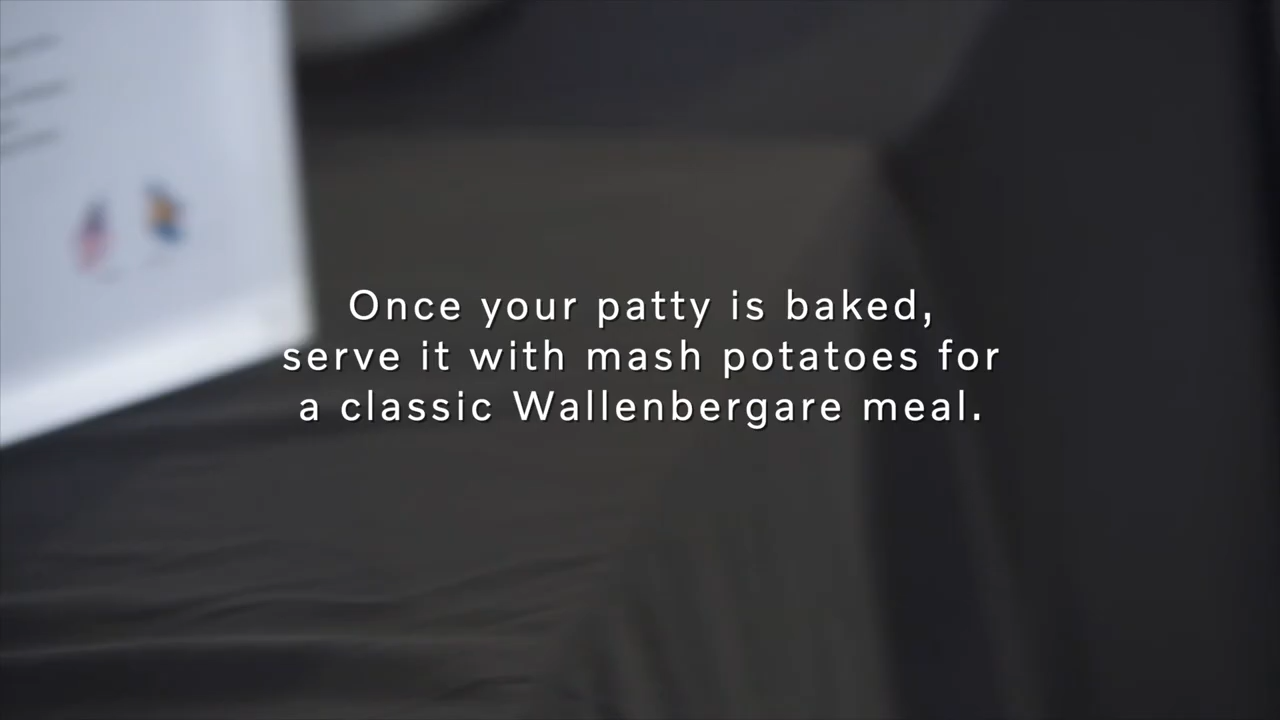 Once your patty is baked,
serve it with mash potatoes for
a classic Wallenbergare meal.